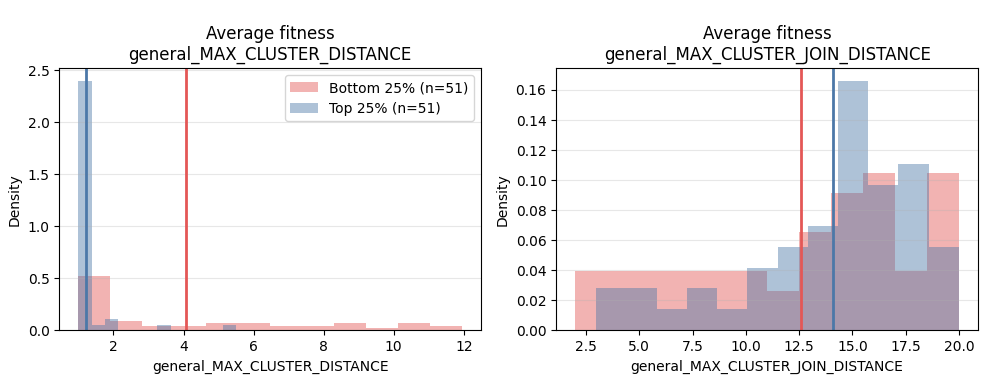 Average fitness
general_MAX_CLUSTER_DISTANCE
Density
2.5
2.0
1.5
1.0
0.5
0.0
Bottom 25% (n=51)
Top 25% (n=51)
2
4
6
8
10
12
general_MAX_CLUSTER_DISTANCE
Average fitness
general_MAX_CLUSTER_JOIN_DISTANCE
Density
0.16
0.14
0.12
0.10
0.08
0.06
0.04
0.02
0.00
2.5
5.0
7.5
10.0
12.5
15.0
17.5
20.0
general_MAX_CLUSTER_JOIN_DISTANCE